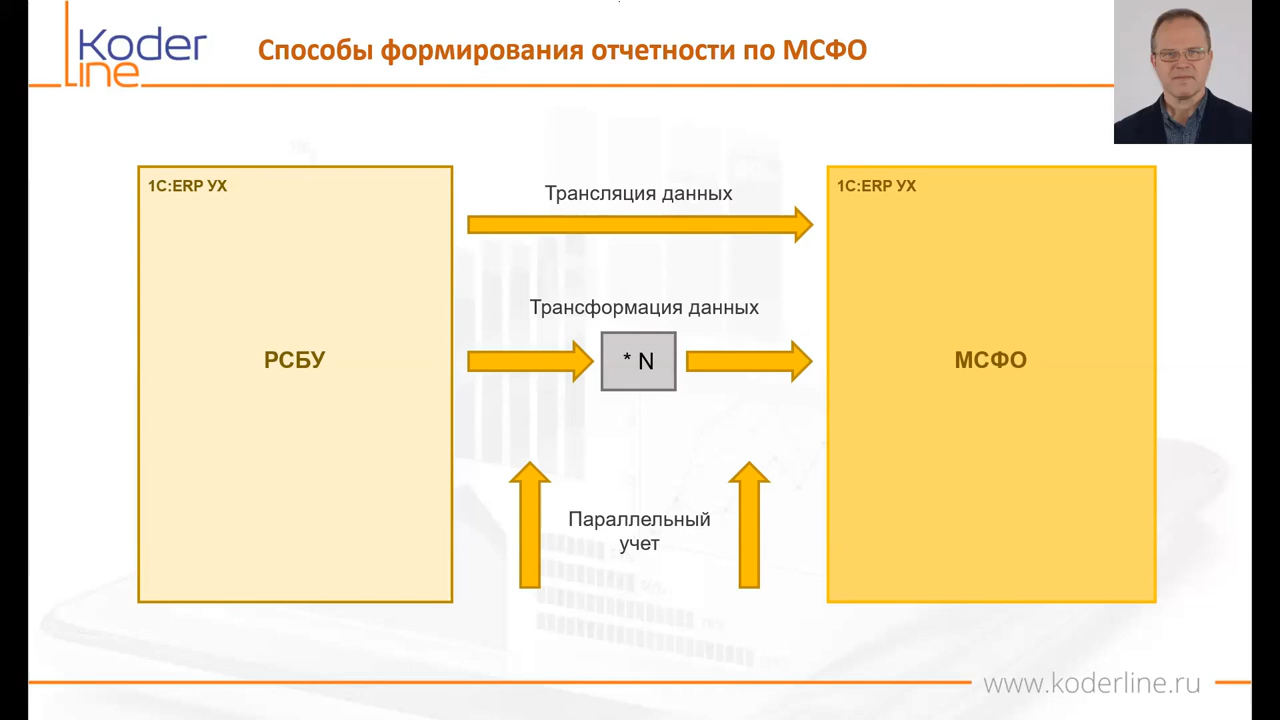 Koder
line
Способы формирования отчетности по МСФО
1С:ERP УХ
РСБУ
Трансляция данных
Трансформация данных
* N
Параллельный
учет
1С:ERP УХ
МСФО
www.koderline.ru